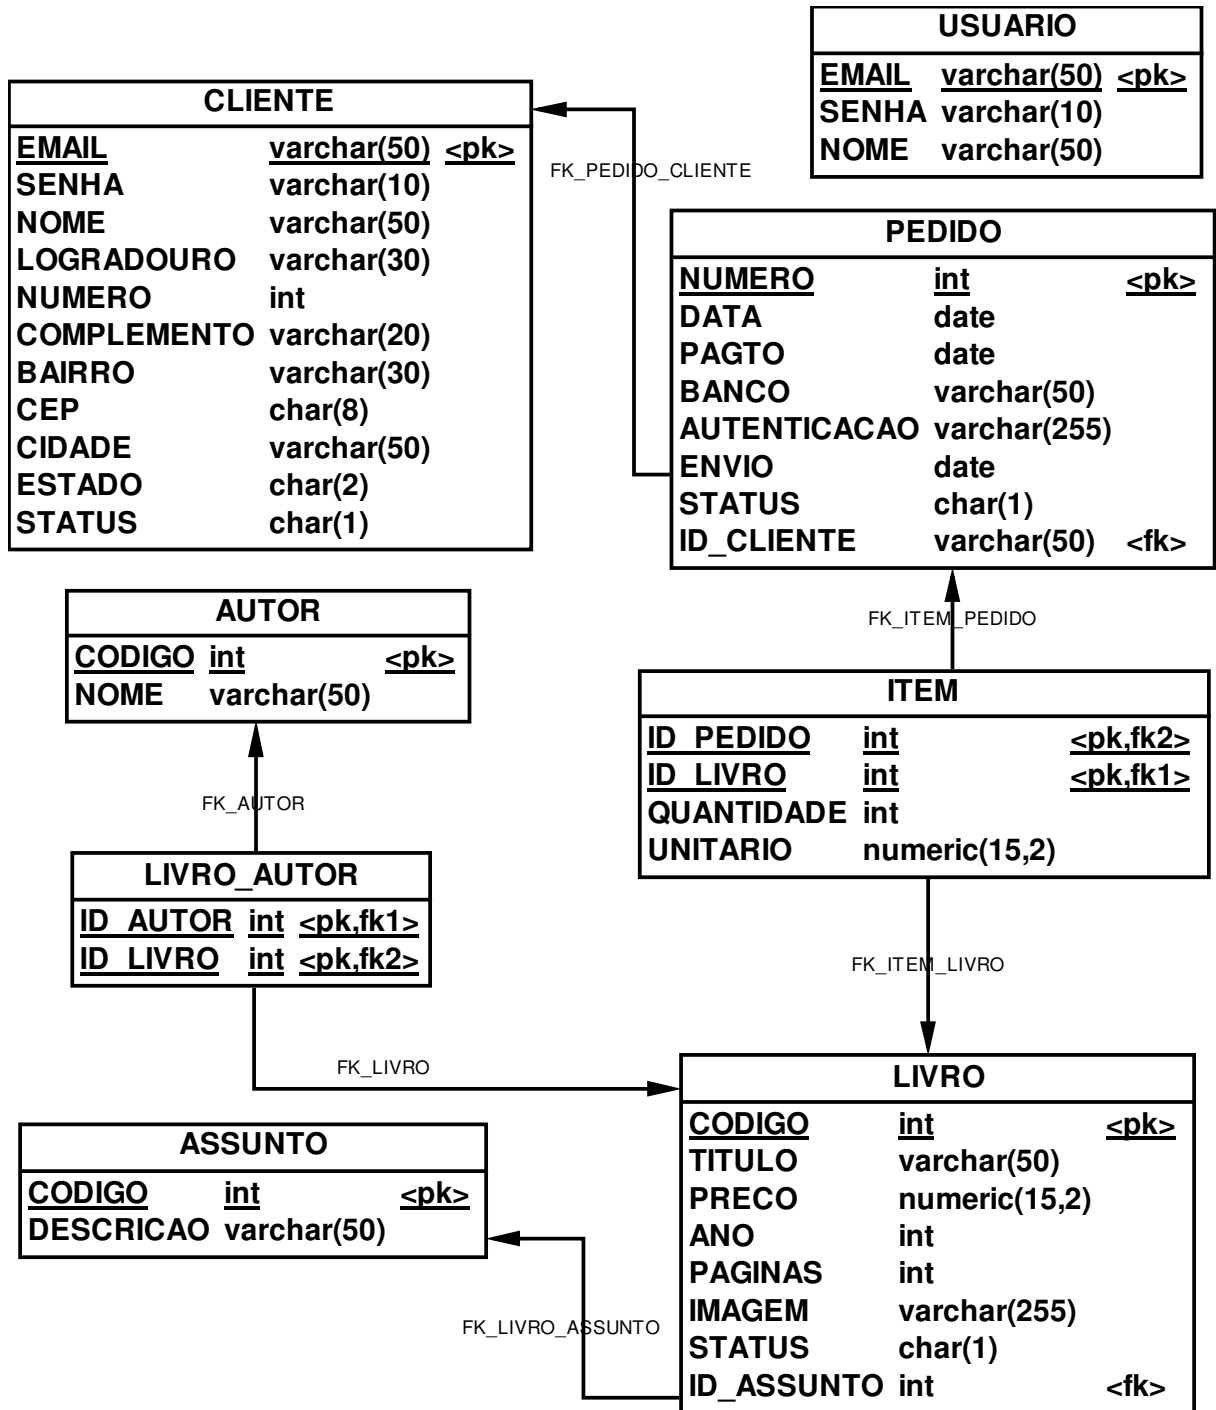 USUARIO
EMAIL varchar(50) <pk>
SENHA varchar(10)
NOME varchar(50)
CLIENTE
EMAIL varchar(50) <pk>
SENHA varchar(10)
NOME varchar(50)
LOGRADOURO varchar(30)
NUMERO int
COMPLEMENTO varchar(20)
BAIRRO varchar(30)
CEP char(8)
CIDADE varchar(50)
ESTADO char(2)
STATUS char(1)
FK_PEDIDO_CLIENTE
PEDIDO
NUMERO int <pk>
DATA date
PAGTO date
BANCO varchar(50)
AUTENTICACAO varchar(255)
ENVIO date
STATUS char(1)
ID_CLIENTE varchar(50) <fk>
FK_ITEM_PEDIDO
AUTOR
CODIGO int <pk>
NOME varchar(50)
ITEM
ID_PEDIDO int <pk,fk2>
ID_LIVRO int <pk,fk1>
QUANTIDADE int
UNITARIO numeric(15,2)
FK_AUTOR
LIVRO_AUTOR
ID_AUTOR int <pk,fk1>
ID_LIVRO int <pk,fk2>
FK_ITEM_LIVRO
FK_LIVRO
LIVRO
CODIGO int <pk>
TITULO varchar(50)
PRECO numeric(15,2)
ANO int
PAGINAS int
IMAGEM varchar(255)
STATUS char(1)
ID_ASSUNTO int <fk>
ASSUNTO
CODIGO int <pk>
DESCRICAO varchar(50)
FK_LIVRO_ASSUNTO